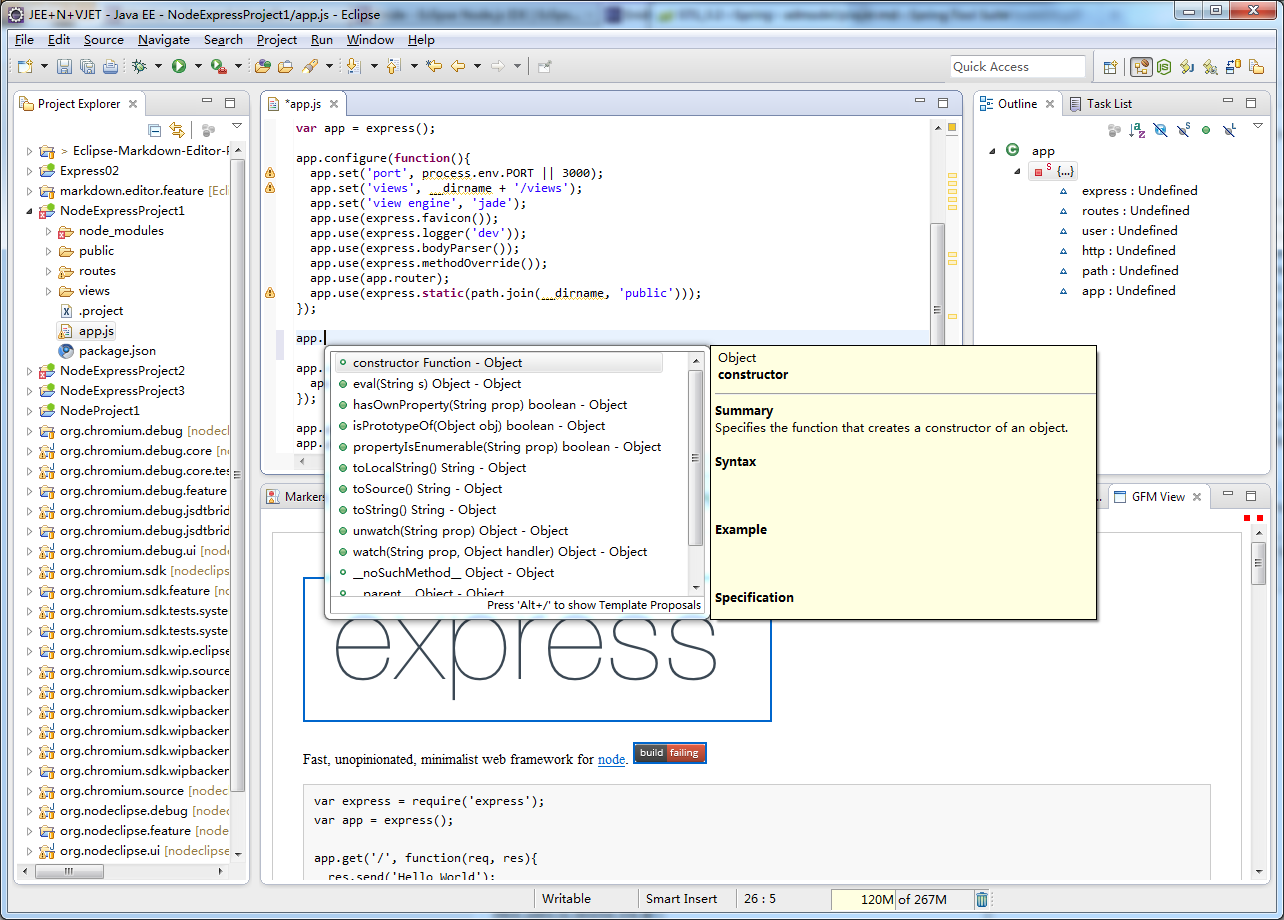 JEE+N+VJET - Java EE - NodeExpressProject1/app.js - Eclipse
File Edit Source Navigate Search Project Run Window Help
Quick Access
Project Explorer
> Eclipse-Markdown-Editor-
Express02
markdown.editor.feature [Ecl
NodeExpressProject1
node_modules
public
routes
views
.project
app.js
package.json
NodeExpressProject2
NodeExpressProject3
NodeProject1
org.chromium.debug [nodecl
org.chromium.debug.core [no
org.chromium.debug.core.tes
org.chromium.debug.feature
org.chromium.debug.jsdtbrid
org.chromium.debug.jsdtbrid
org.chromium.debug.ui [nod
org.chromium.sdk [nodeclips
org.chromium.sdk.feature [no
org.chromium.sdk.tests.syste
org.chromium.sdk.tests.syste
org.chromium.sdk.wip.eclipse
org.chromium.sdk.wip.source
org.chromium.sdk.wipbacker
org.chromium.sdk.wipbacker
org.chromium.sdk.wipbacker
org.chromium.sdk.wipbacker
org.chromium.sdk.wipbacker
org.chromium.source [nodec
org.nodeclipse.debug [nodec
org.nodeclipse.feature [node
org.nodeclipse.ui [nodeclipse
*app.js
var app = express();
app.configure(function(){
app.set('port', process.env.PORT || 3000);
app.set('views', __dirname + '/views');
app.set('view engine', 'jade');
app.use(express.favicon());
app.use(express.logger('dev'));
app.use(express.bodyParser());
app.use(express.methodOverride());
app.use(app.router);
app.use(express.static(path.join(__dirname, 'public')));
});
app.
app.
ap
});
app.
app.
constructor Function - Object
eval(String s) Object - Object
hasOwnProperty(String prop) boolean - Object
isPrototypeOf(Object obj) boolean - Object
propertyIsEnumerable(String prop) boolean - Object
toLocalString() String - Object
toSource() String - Object
toString() String - Object
unwatch(String prop) Object - Object
watch(String prop, Object handler) Object - Object
__noSuchMethod__ Object - Object
__parent__ Object - Object
Press 'Alt+/' to show Template Proposals
Object
constructor
Summary
Specifies the function that creates a constructor of an object.
Syntax
Example
Specification
Outline
Task List
app
{...}
express : Undefined
routes : Undefined
user : Undefined
http : Undefined
path : Undefined
app : Undefined
Markers
GFM View
express
Fast, unopinionated, minimalist web framework for node. build failing
var express = require('express');
var app = express();
app.get('/', function(req, res){
res.send('Hello World');
Writable
Smart Insert
26 : 5
120M of 267M